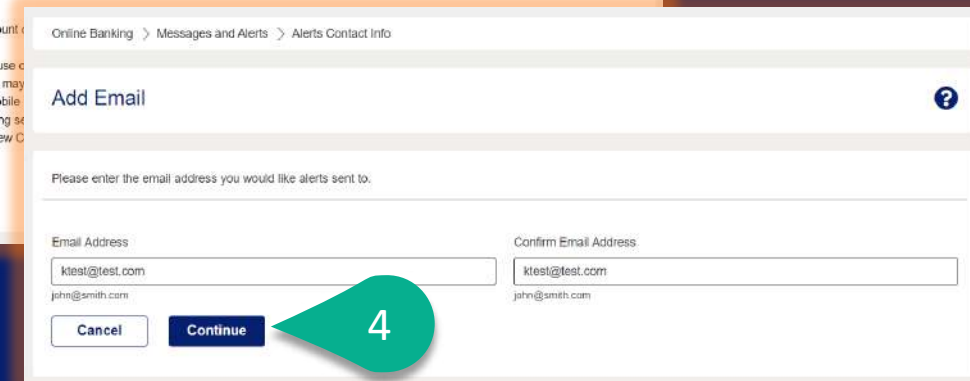 Online Banking > Messages and Alerts > Alerts Contact Info
Add Email
?
Please enter the email address you would like alerts sent to.
Email Address
Confirm Email Address
ktest@test.com
ktest@test.com
john@smith.com
john@smith.com
Cancel
Continue
4
may